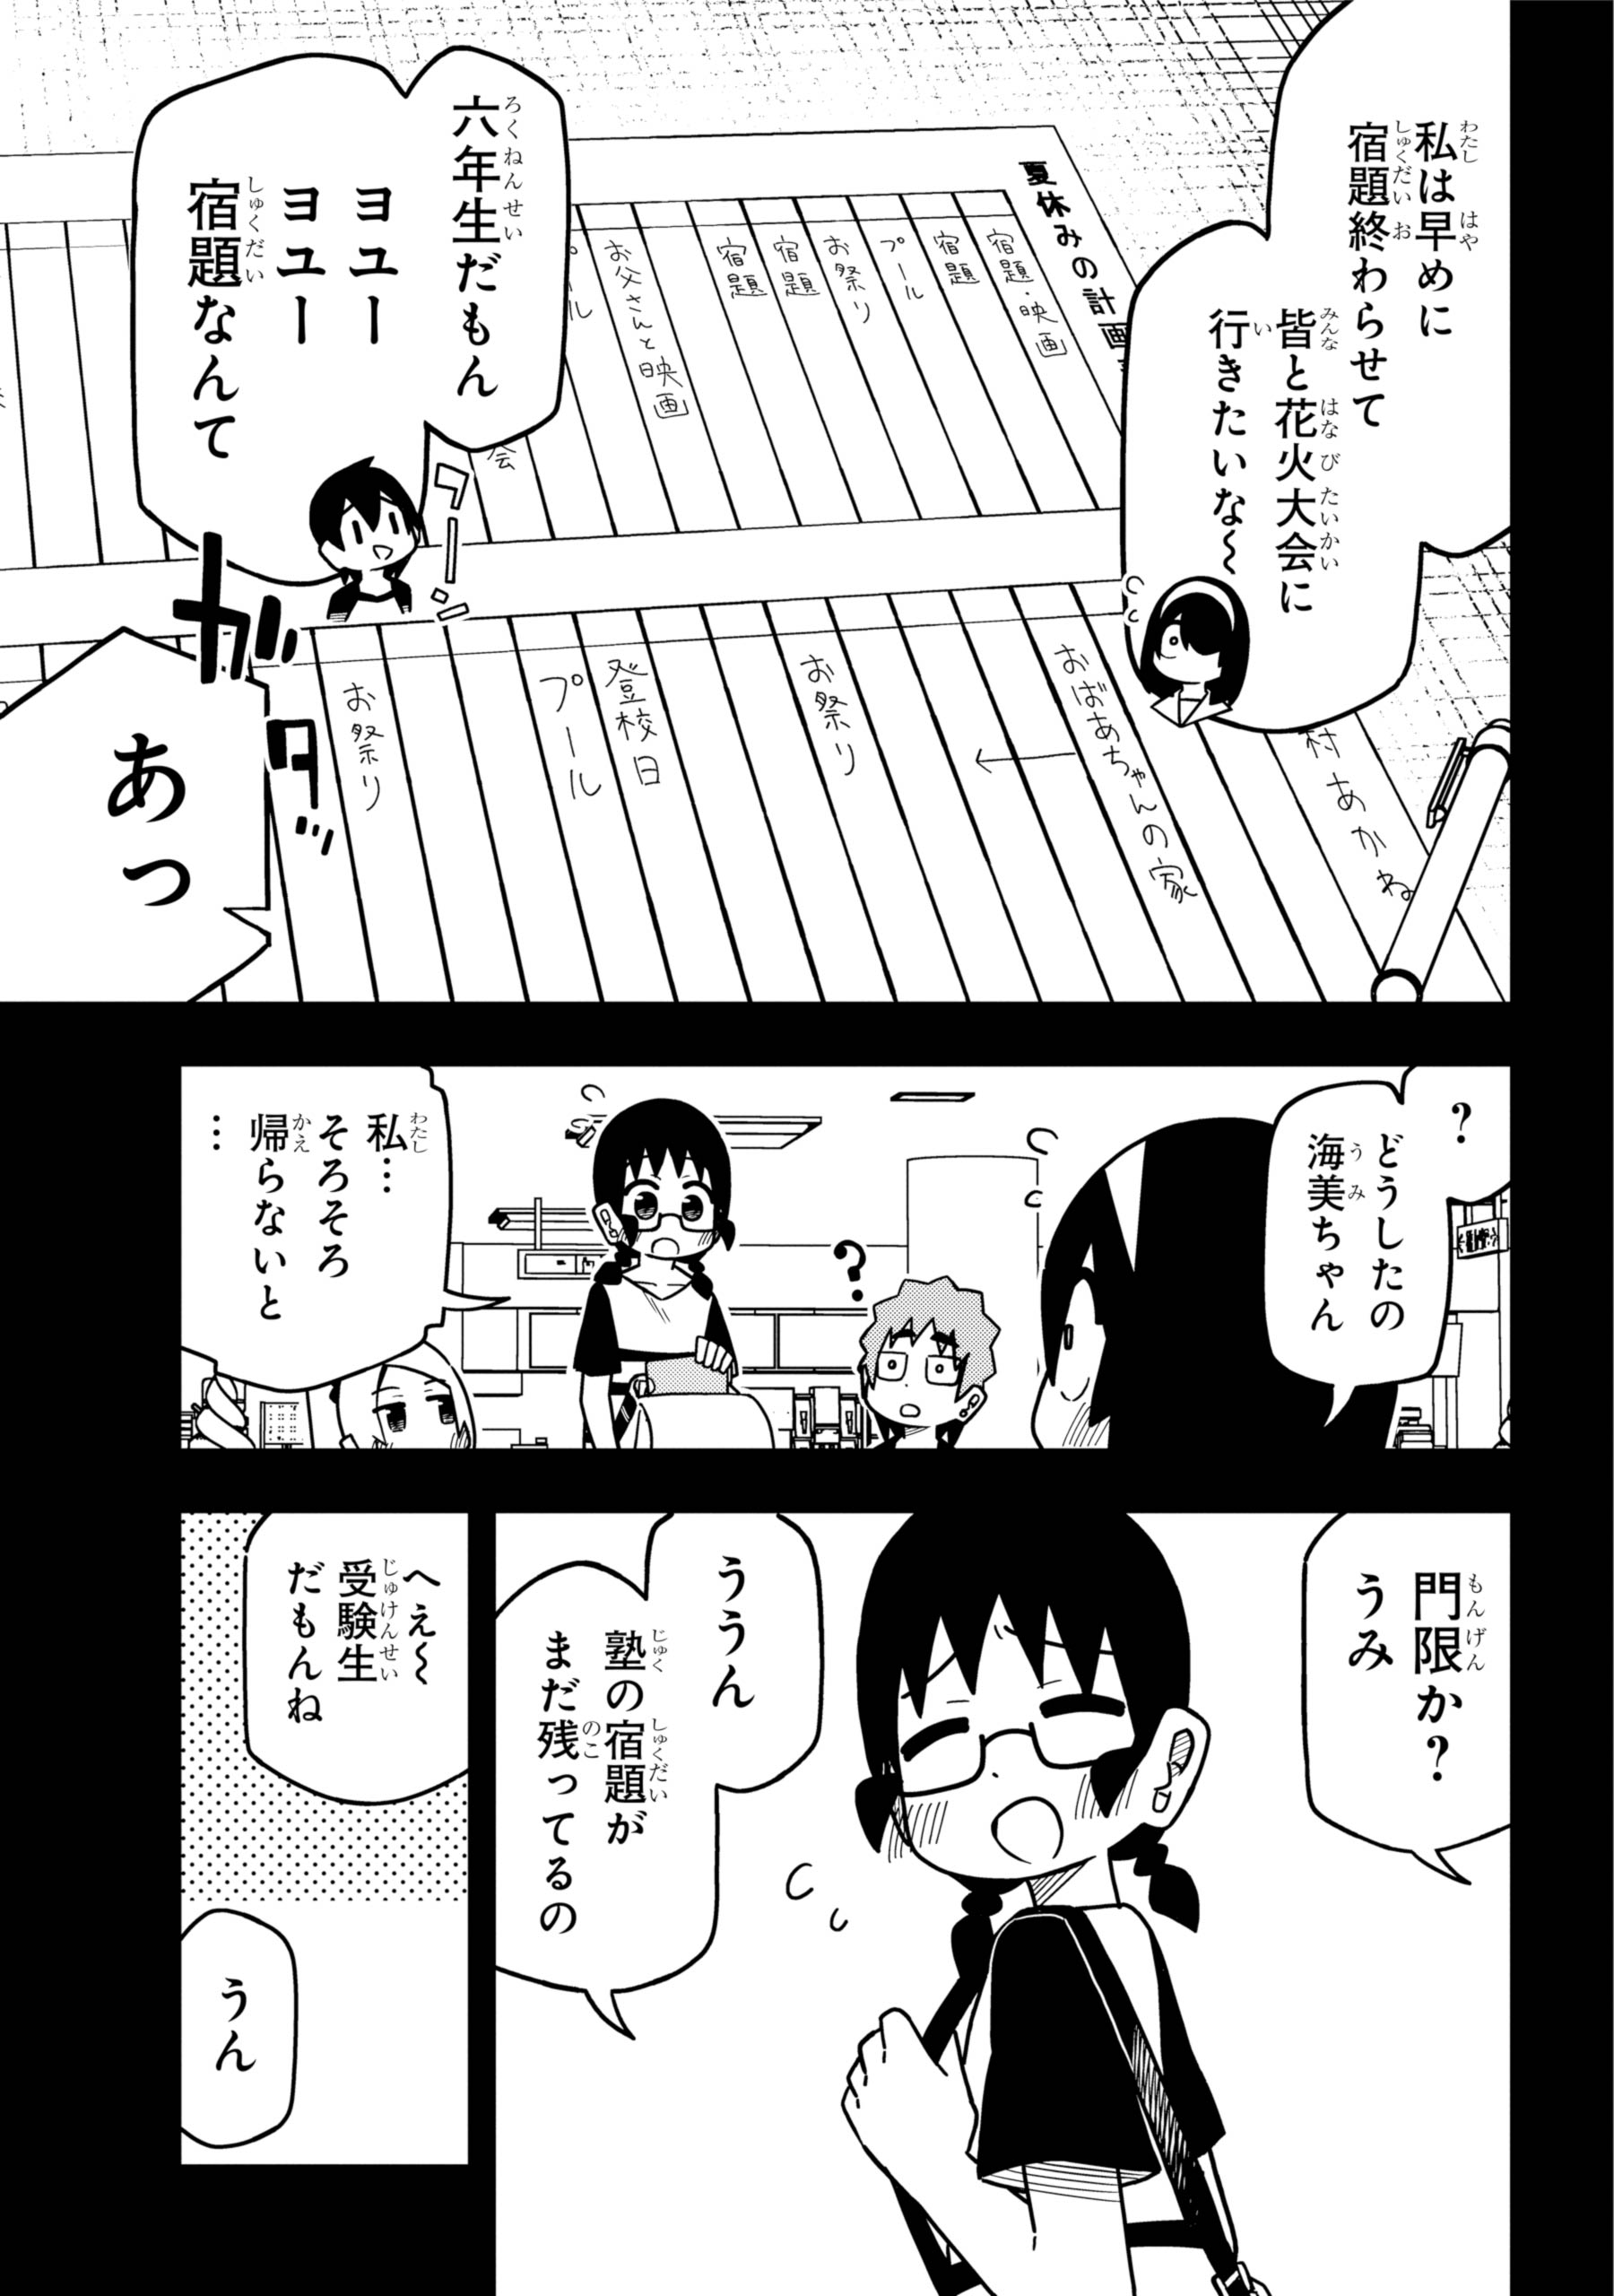 私は早めに
宿題終わらせて
皆と花火大会に
行きたいな〜
六年生だもん
ヨユー
ヨユー
宿題なんて
ワーーン
夏休みの計画
宿題・映画
宿題
プール
お祭り
宿題
宿題
お父さんと映画
プール
会
村あかね
おばあちゃんの家
お祭り
登校日
プール
お祭り
ガタッ
あっ
?
どうしたの
海美ちゃん
?
私…
そろそろ
帰らないと
…
門限か?
うみ
ううん
塾の宿題が
まだ残ってるの
へぇ〜
受験生
だもんね
うん